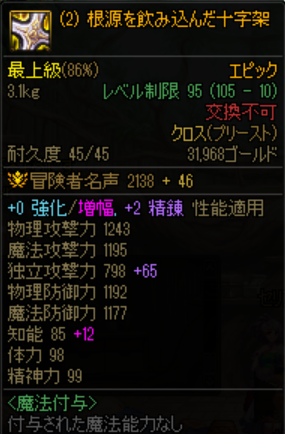 (2) 根源を飲み込んだ十字架
最上級(86%) エピック
3.1kg レベル制限 95 (105 - 10)
交換不可
クロス(プリースト)
耐久度 45/45 31,968ゴールド
冒険者名声 2138 + 46
+0 強化/増幅, +2 精錬 性能適用
物理攻撃力 1243
魔法攻撃力 1195
独立攻撃力 798 +65
物理防御力 1192
魔法防御力 1177
知能 85 +12
体力 98
精神力 99
<魔法付与>
付与された魔法能力なし